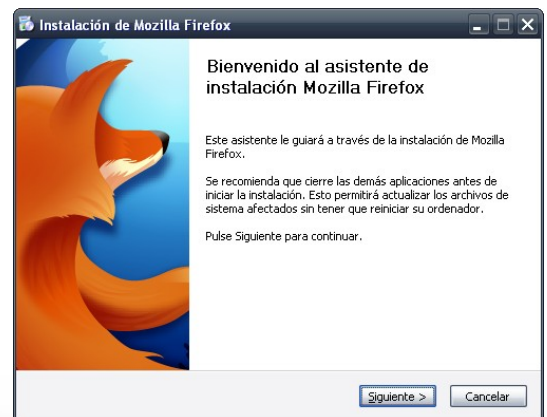 Instalación de Mozilla Firefox
Bienvenido al asistente de
instalación Mozilla Firefox
Este asistente le guiará a través de la instalación de Mozilla
Firefox.
Se recomienda que cierre las demás aplicaciones antes de
iniciar la instalación. Esto permitirá actualizar los archivos de
sistema afectados sin tener que reiniciar su ordenador.
Pulse Siguiente para continuar.
Siguiente >
Cancelar